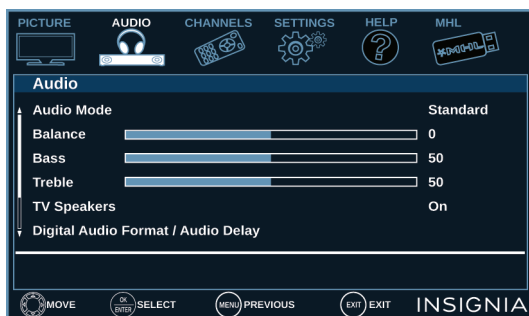 PICTURE AUDIO CHANNELS SETTINGS HELP MHL
MHL
Audio
Audio Mode Standard
Balance 0
Bass 50
Treble 50
TV Speakers On
Digital Audio Format / Audio Delay
MOVE OK ENTER SELECT MENU PREVIOUS EXIT EXIT INSIGNIA